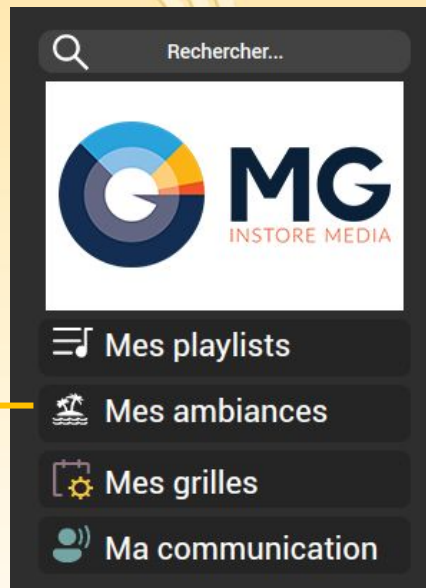 Rechercher...
MG
INSTORE MEDIA
Mes playlists
Mes ambiances
Mes grilles
Ma communication